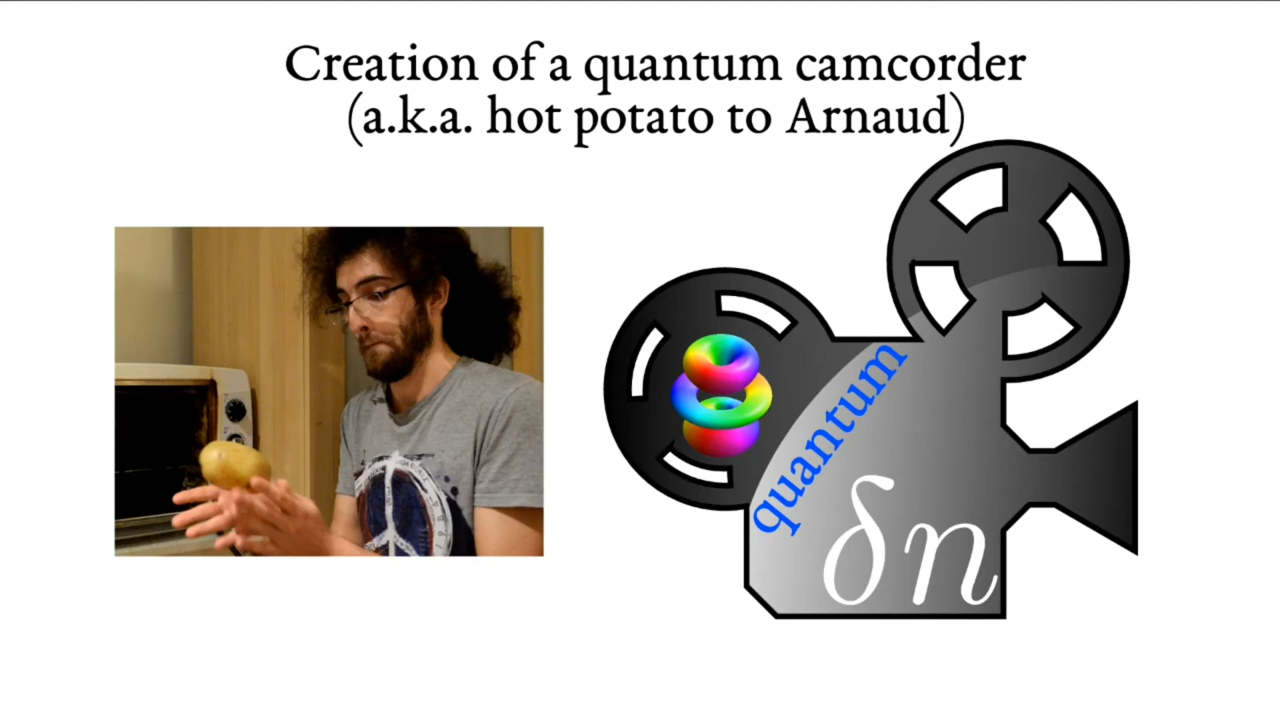 Creation of a quantum camcorder
(a.k.a. hot potato to Arnaud)
quantum
δn